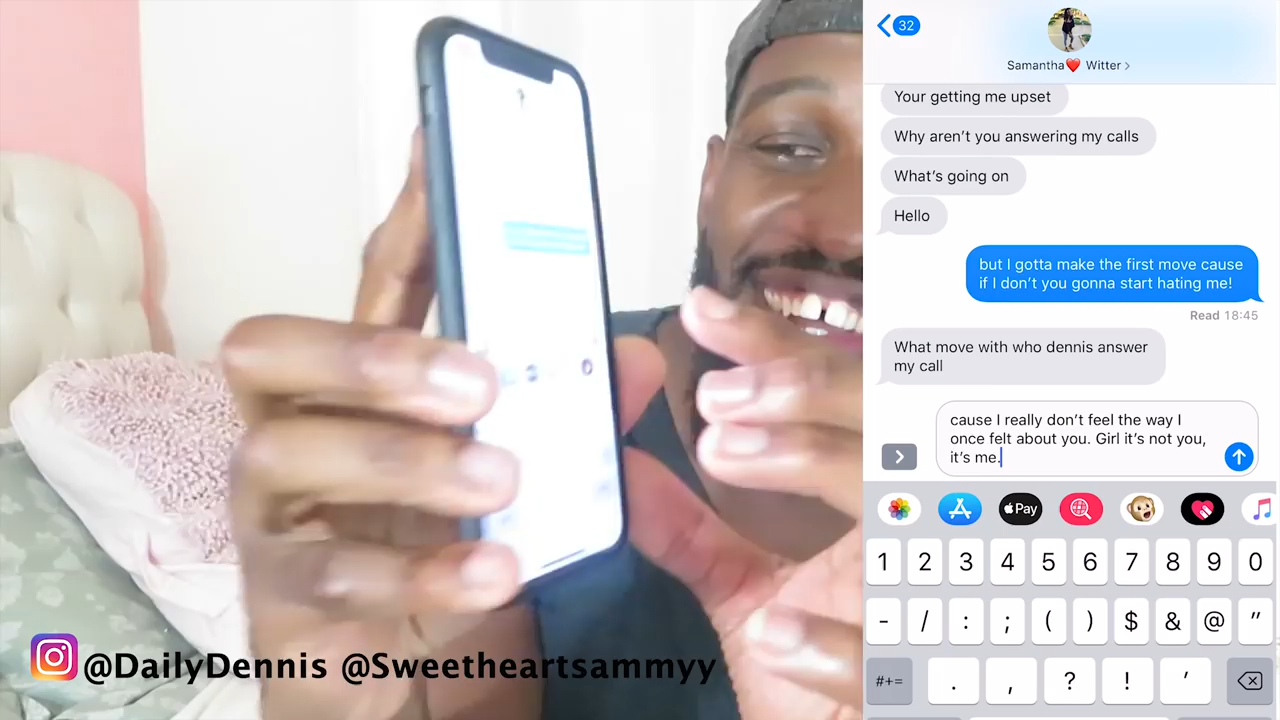 32
Samantha❤️ Witter >
Your getting me upset
Why aren't you answering my calls
What's going on
Hello
but I gotta make the first move cause
if I don't you gonna start hating me!
Read 18:45
What move with who dennis answer
my call
cause I really don't feel the way I
once felt about you. Girl it's not you,
it's me.
Pay
1 2 3 4 5 6 7 8 9 0
- / : ; ( ) $ & @ "
#+= . , ? ! '
@DailyDennis @Sweetheartsammyy